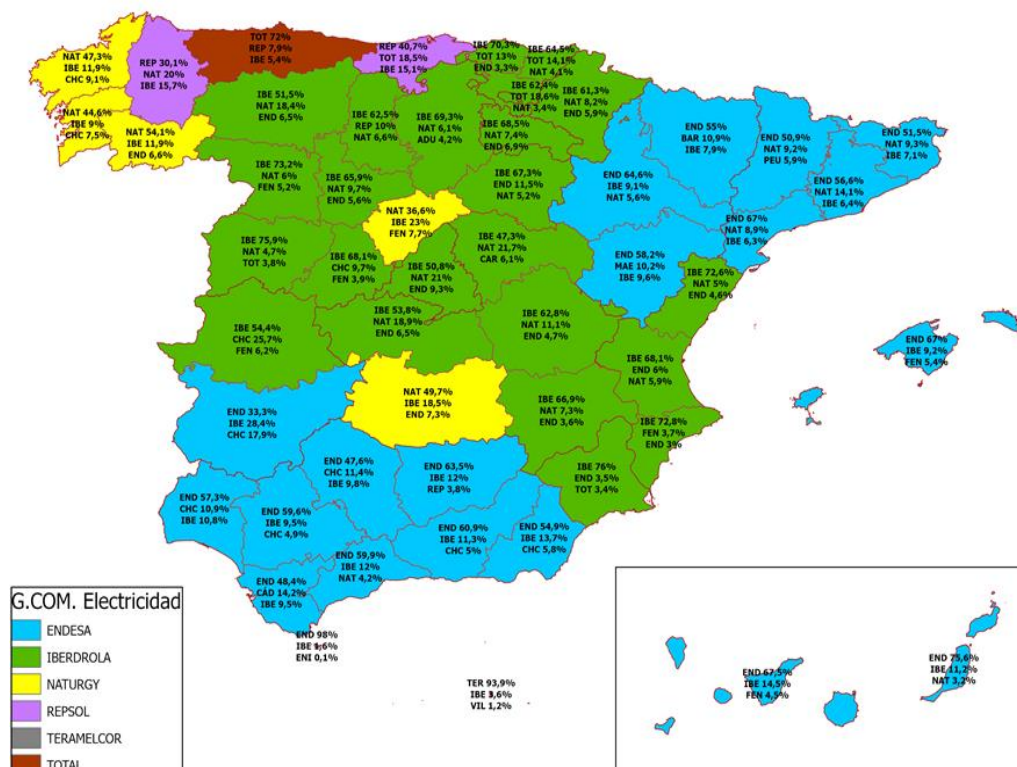 NAT 47,3%
IBE 11,9%
CHC 9,1%
REP 30,1%
NAT 20%
IBE 15,7%
TOT 72%
REP 7,9%
IBE 5,4%
REP 40,7%
TOT 18,5%
IBE 15,1%
IBE 70,3%
TOT 13%
END 3,3%
IBE 64,5%
TOT 14,1%
NAT 4,1%
NAT 44,6%
IBE 9%
CHC 7,5%
NAT 54,1%
IBE 11,9%
END 6,6%
IBE 51,5%
NAT 18,4%
END 6,5%
IBE 62,5%
REP 10%
NAT 6,6%
IBE 69,3%
NAT 6,1%
ADU 4,2%
IBE 62,4%
TOT 18,6%
NAT 3,4%
IBE 61,3%
NAT 8,2%
END 5,9%
IBE 68,5%
NAT 7,4%
END 6,9%
END 55%
BAR 10,9%
IBE 7,9%
END 50,9%
NAT 9,2%
PEU 5,9%
END 51,5%
NAT 9,3%
IBE 7,1%
IBE 73,2%
NAT 6%
FEN 5,2%
IBE 65,9%
NAT 9,7%
END 5,6%
IBE 67,3%
END 11,5%
NAT 5,2%
END 64,6%
IBE 9,1%
NAT 5,6%
END 56,6%
NAT 14,1%
IBE 6,4%
NAT 36,6%
IBE 23%
FEN 7,7%
IBE 75,9%
NAT 4,7%
TOT 3,8%
IBE 68,1%
CHC 9,7%
FEN 3,9%
IBE 50,8%
NAT 21%
END 9,3%
IBE 47,3%
NAT 21,7%
CAR 6,1%
END 58,2%
MAE 10,2%
IBE 9,6%
END 67%
NAT 8,9%
IBE 6,3%
IBE 72,6%
NAT 5%
END 4,6%
IBE 54,4%
CHC 25,7%
FEN 6,2%
IBE 53,8%
NAT 18,9%
END 6,5%
IBE 62,8%
NAT 11,1%
END 4,7%
IBE 68,1%
END 6%
NAT 5,9%
END 67%
IBE 9,2%
FEN 5,4%
END 33,3%
IBE 28,4%
CHC 17,9%
NAT 49,7%
IBE 18,5%
END 7,3%
IBE 66,9%
NAT 7,3%
END 3,6%
IBE 72,8%
FEN 3,7%
END 3%
END 47,6%
CHC 11,4%
IBE 9,8%
END 63,5%
IBE 12%
REP 3,8%
IBE 76%
END 3,5%
TOT 3,4%
END 57,3%
CHC 10,9%
IBE 10,8%
END 59,6%
IBE 9,5%
CHC 4,9%
END 60,9%
IBE 11,3%
CHC 5%
END 54,9%
IBE 13,7%
CHC 5,8%
END 59,9%
IBE 12%
NAT 4,2%
END 48,4%
CÁD 14,2%
IBE 9,5%
END 98%
IBE 1,6%
ENI 0,1%
TER 93,9%
IBE 3,6%
VIL 1,2%
END 67,5%
IBE 14,5%
FEN 4,5%
END 75,6%
IBE 11,2%
NAT 3,2%
G.COM. Electricidad
ENDESA
IBERDROLA
NATURGY
REPSOL
TERAMELCOR
TOTAL